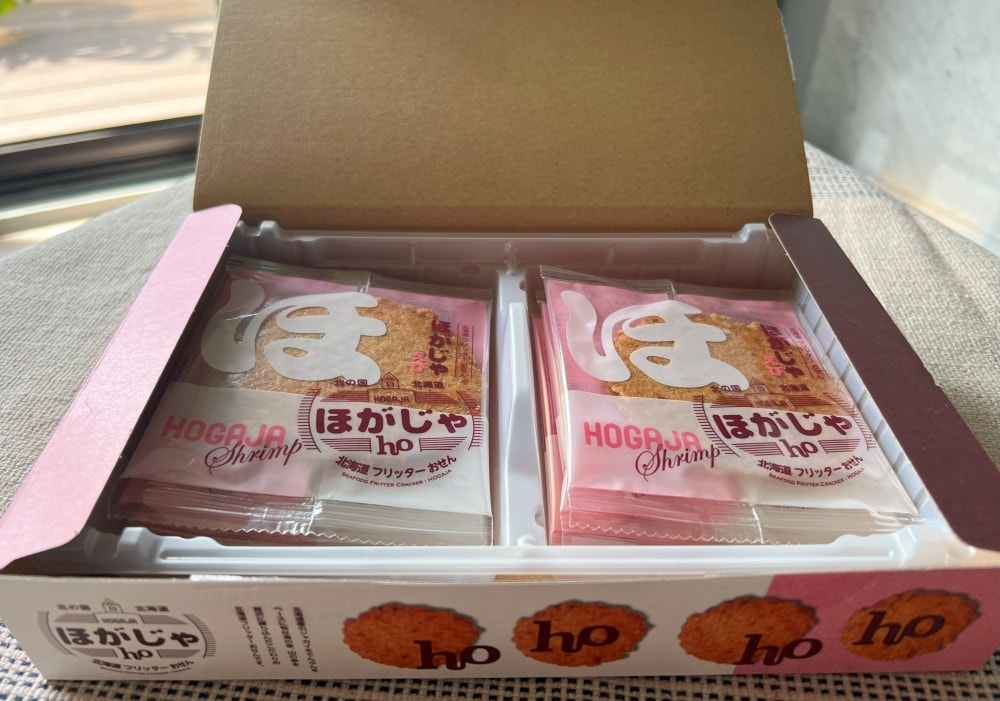 ほ
ほがじゃ
えび
北の国 北海道
HOGAJA
ほがじゃ
ho
北海道 フリッターおせん
SEAFOOD FRITTER CRACKER : HOGAJA
HOGAJA
Shrimp
ほ
ほがじゃ
えび
北の国 北海道
HOGAJA
ほがじゃ
ho
北海道 フリッターおせん
SEAFOOD FRITTER CRACKER : HOGAJA
HOGAJA
Shrimp
北の国 北海道
HOGAJA
ほがじゃ
ho
北海道 フリッターおせん
ho
ho
ho
ho